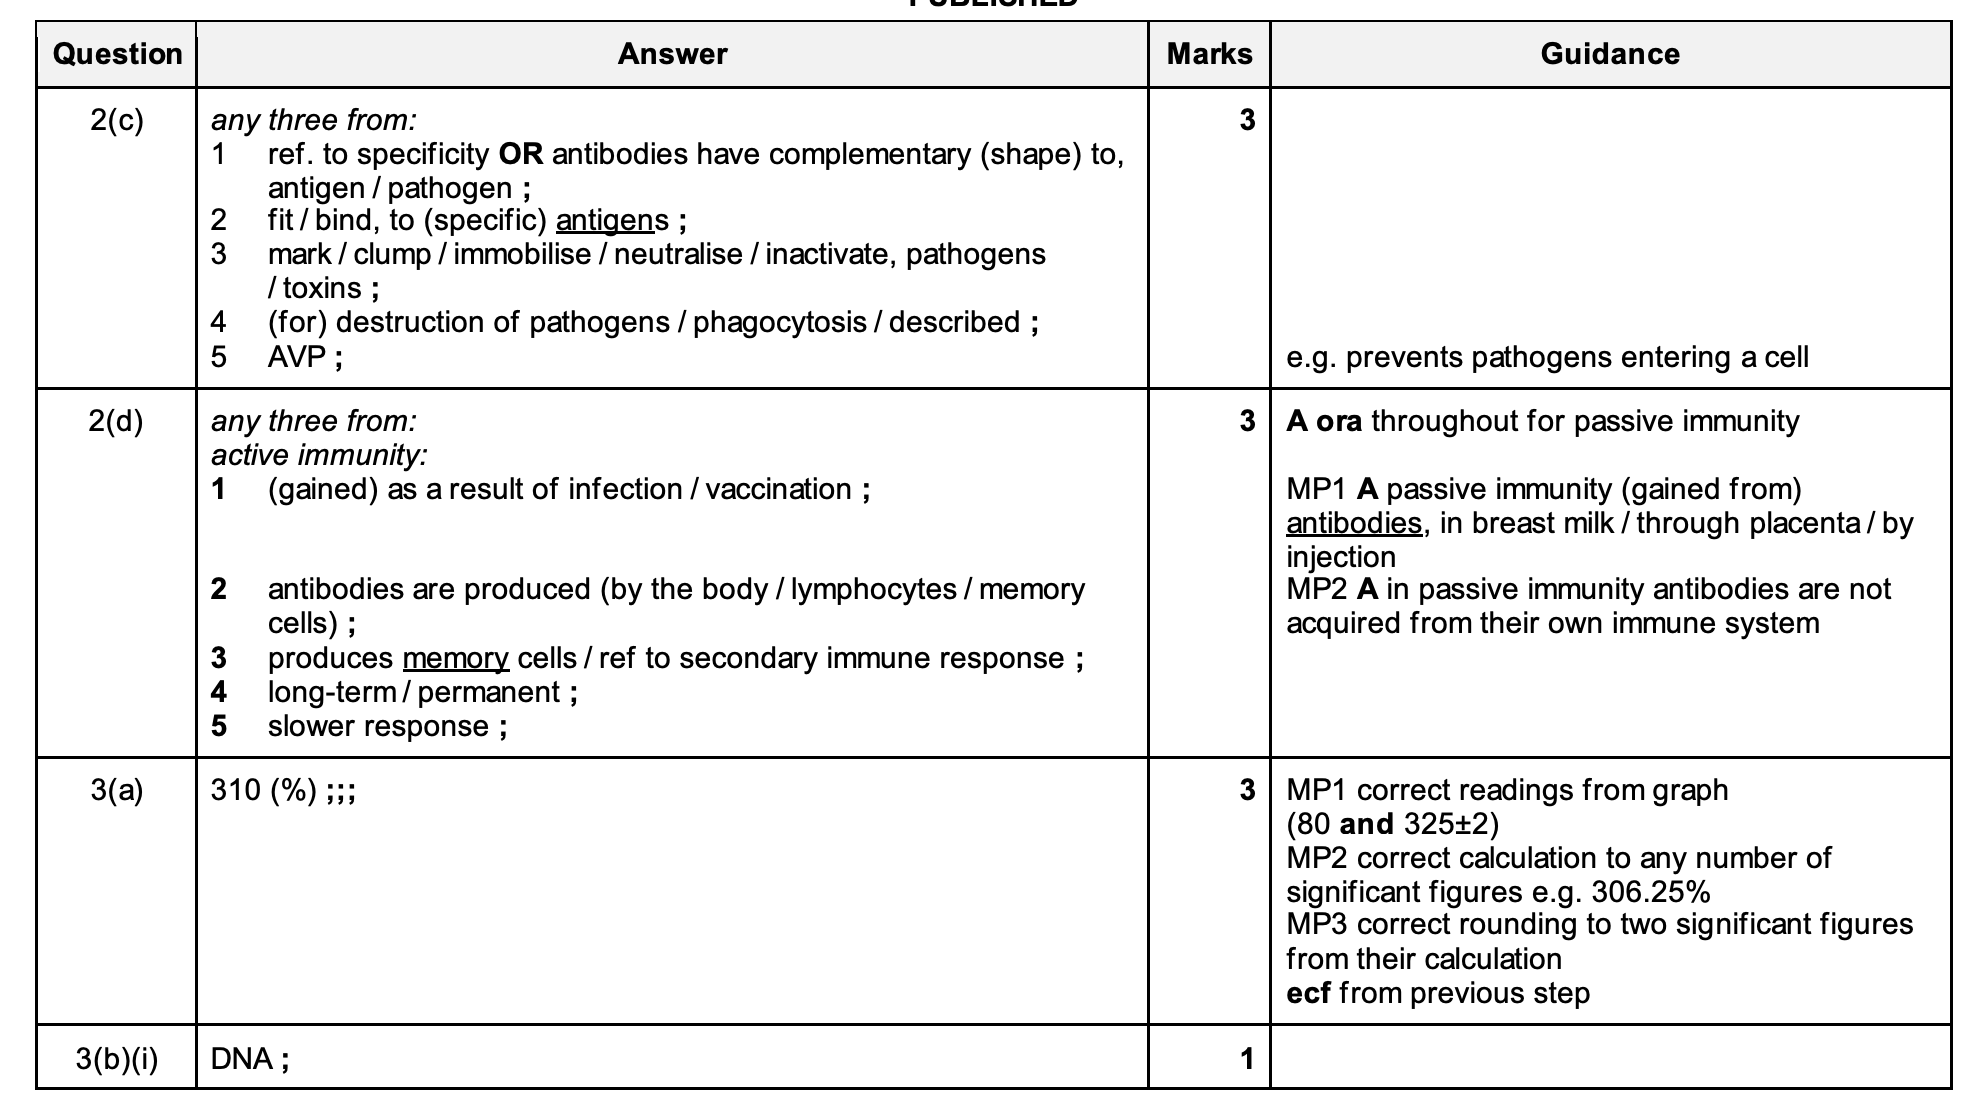 PUBLISHED
Question Answer Marks Guidance
2(c) any three from: 3
1 ref. to specificity OR antibodies have complementary (shape) to,
antigen / pathogen ;
2 fit / bind, to (specific) antigens ;
3 mark / clump / immobilise / neutralise / inactivate, pathogens
/ toxins ;
4 (for) destruction of pathogens / phagocytosis / described ;
5 AVP ; e.g. prevents pathogens entering a cell
2(d) any three from: 3 A ora throughout for passive immunity
active immunity:
1 (gained) as a result of infection / vaccination ; MP1 A passive immunity (gained from)
antibodies, in breast milk / through placenta / by
injection
2 antibodies are produced (by the body / lymphocytes / memory MP2 A in passive immunity antibodies are not
cells) ; acquired from their own immune system
3 produces memory cells / ref to secondary immune response ;
4 long-term / permanent ;
5 slower response ;
3(a) 310 (%) ;;; 3 MP1 correct readings from graph
(80 and 325±2)
MP2 correct calculation to any number of
significant figures e.g. 306.25%
MP3 correct rounding to two significant figures
from their calculation
ecf from previous step
3(b)(i) DNA ; 1